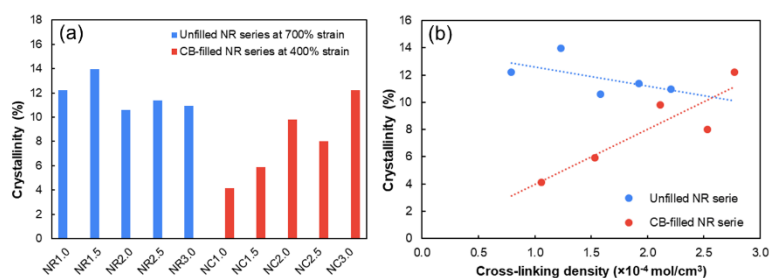 (a)
Unfilled NR series at 700% strain
CB-filled NR series at 400% strain
Crystallinity (%)
18
16
14
12
10
8
6
4
2
0
NR1.0 NR1.5 NR2.0 NR2.5 NR3.0 NC1.0 NC1.5 NC2.0 NC2.5 NC3.0
(b)
Crystallinity (%)
16
14
12
10
8
6
4
2
0
Unfilled NR serie
CB-filled NR serie
0.0 0.5 1.0 1.5 2.0 2.5 3.0
Cross-linking density (×10⁻⁴ mol/cm³)